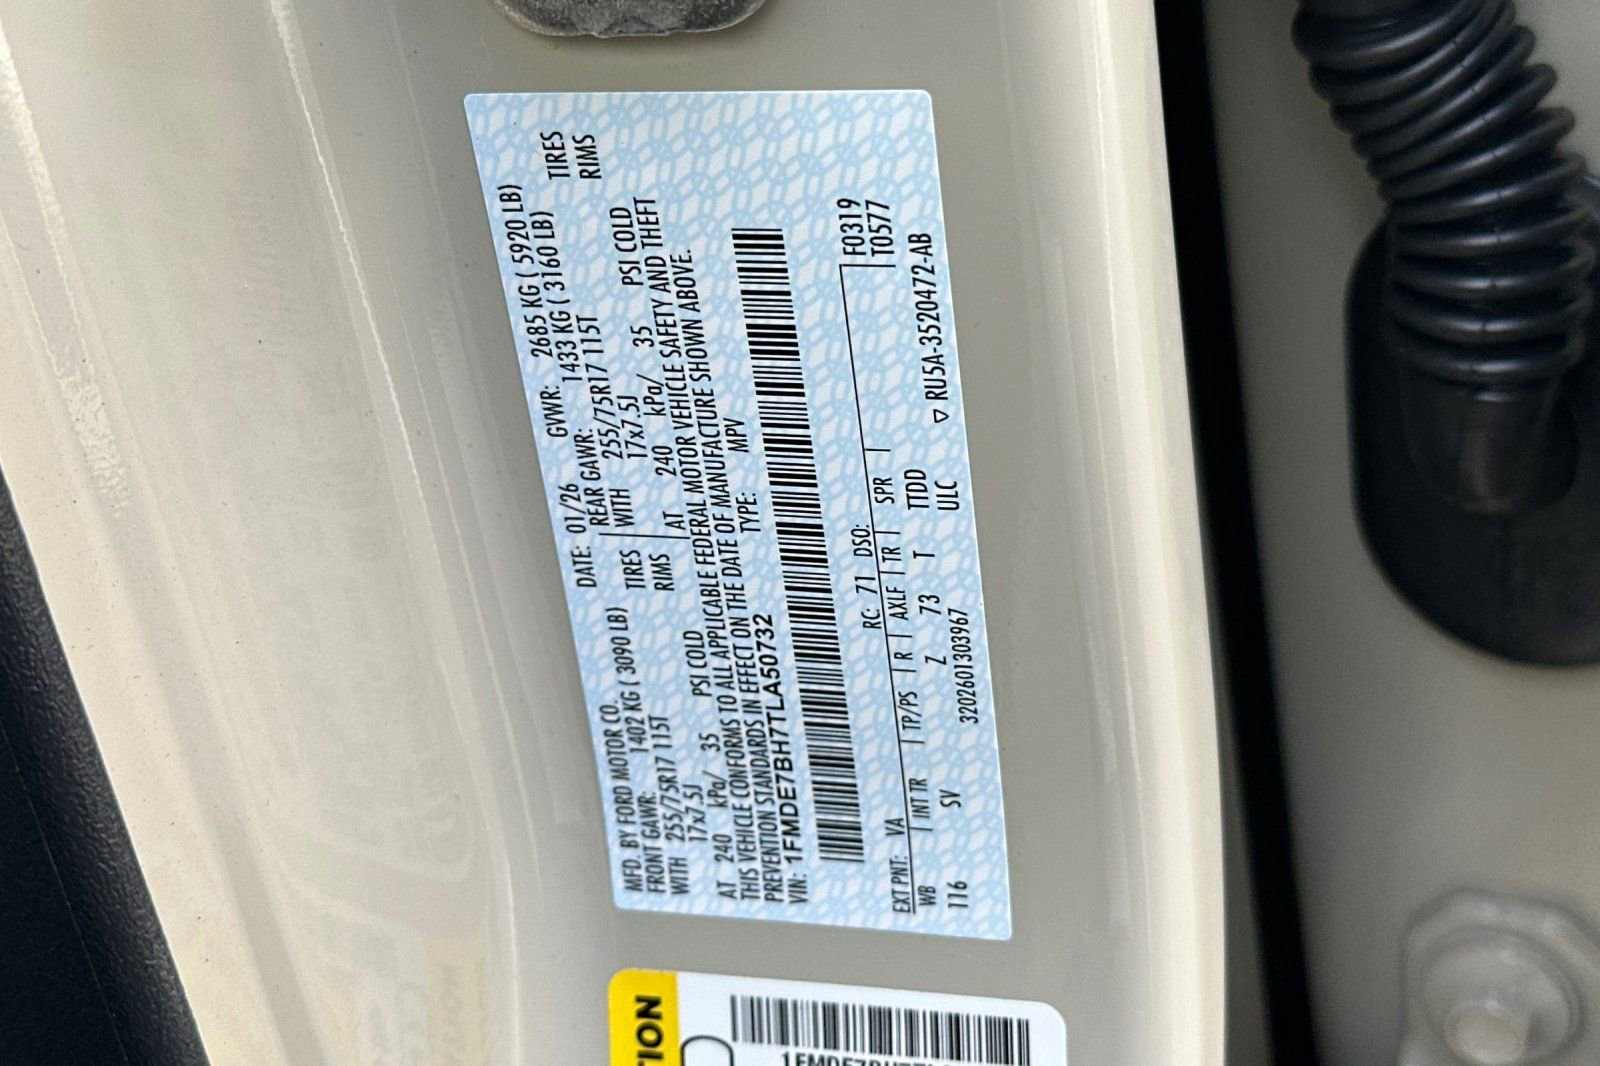 MFD. BY FORD MOTOR CO.
DATE: 01/26 GVWR: 2685 KG ( 5920 LB)
FRONT GAWR: 1402 KG ( 3090 LB) REAR GAWR: 1433 KG ( 3160 LB)
WITH 255/75R17 115T TIRES WITH 255/75R17 115T TIRES
17x7.5J RIMS 17x7.5J RIMS
AT 240 kPa/ 35 PSI COLD AT 240 kPa/ 35 PSI COLD
THIS VEHICLE CONFORMS TO ALL APPLICABLE FEDERAL MOTOR VEHICLE SAFETY AND THEFT
PREVENTION STANDARDS IN EFFECT ON THE DATE OF MANUFACTURE SHOWN ABOVE.
VIN: 1FMDE7BH7TLA50732 TYPE: MPV
F0319
T0577
EXT PNT: VA RC: 71 DSO:
WB INT TR TP/PS R AXLE TR SPR
116 SV Z 73 T TTDD
ULC
320260130396​7
▽ RU5A-3520472-AB
TION